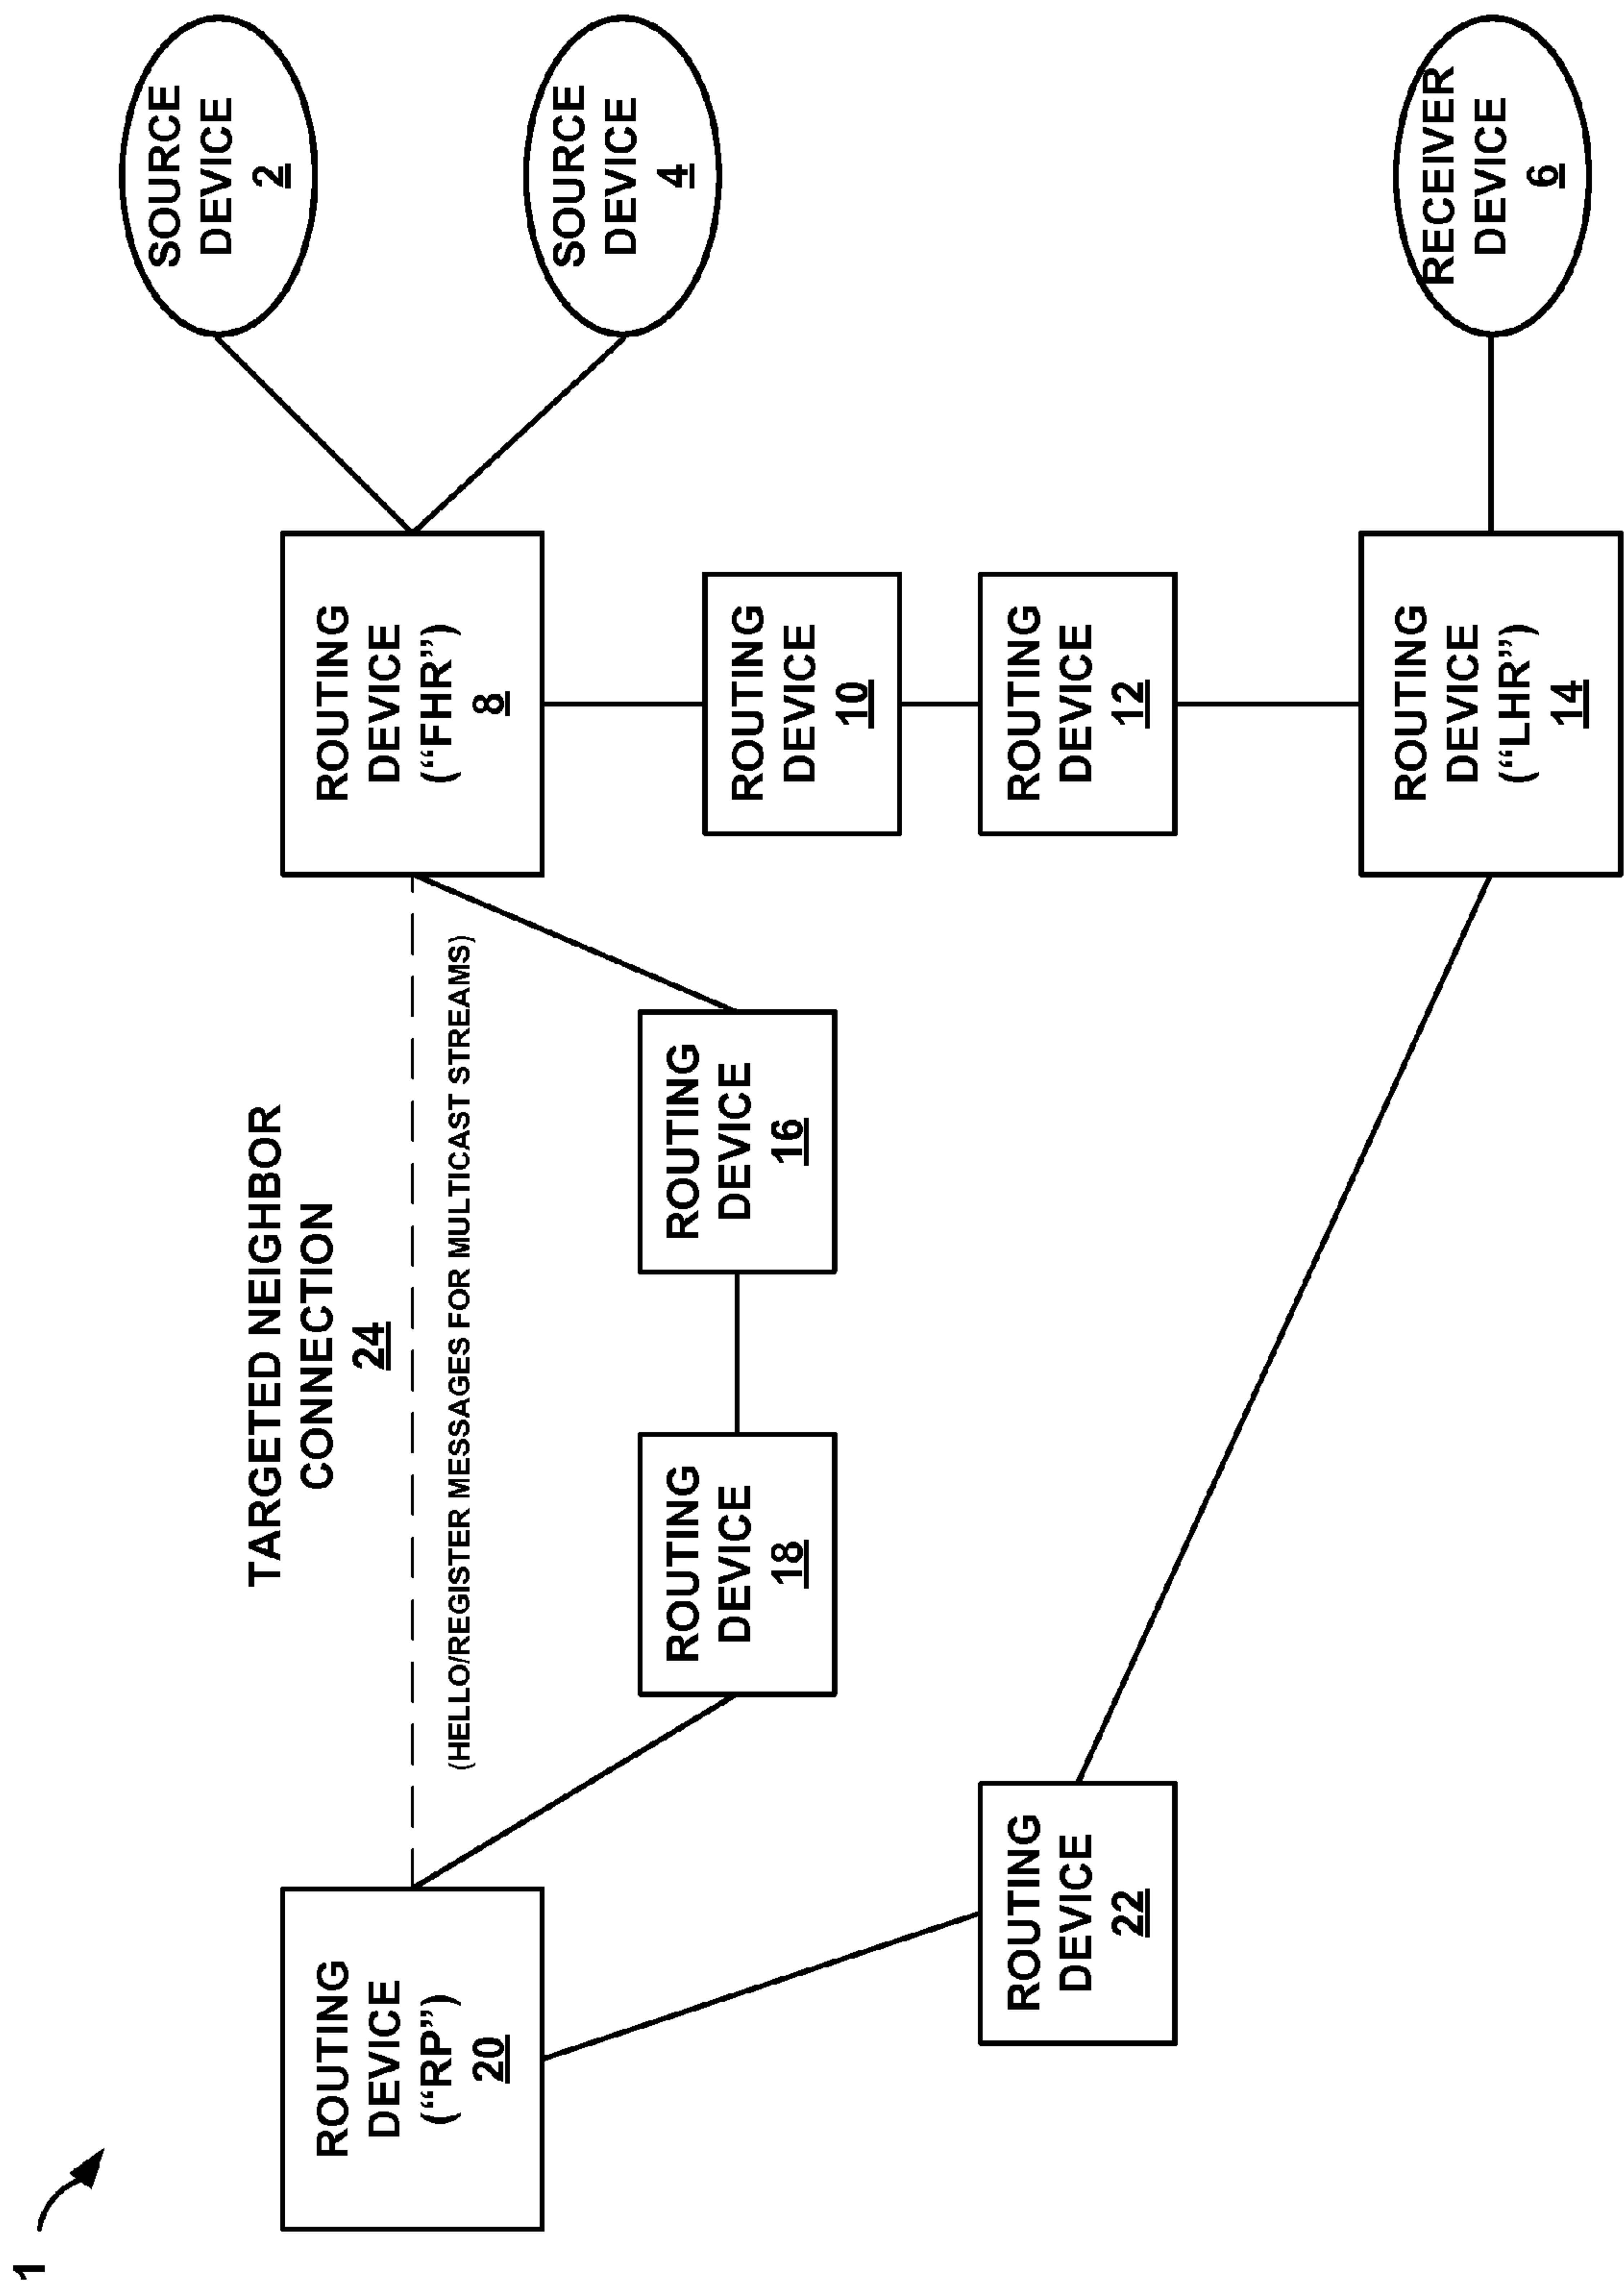 1
ROUTING
DEVICE
(“RP”)
20
TARGETED NEIGHBOR
CONNECTION
24
(HELLO/REGISTER MESSAGES FOR MULTICAST STREAMS)
ROUTING
DEVICE
(“FHR”)
8
SOURCE
DEVICE
2
SOURCE
DEVICE
4
ROUTING
DEVICE
18
ROUTING
DEVICE
16
ROUTING
DEVICE
10
ROUTING
DEVICE
22
ROUTING
DEVICE
12
ROUTING
DEVICE
(“LHR”)
14
RECEIVER
DEVICE
6